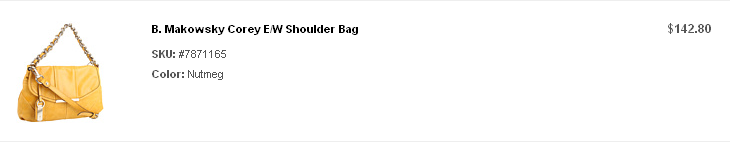 B. Makowsky Corey E/W Shoulder Bag
$142.80
SKU: #7871165
Color: Nutmeg